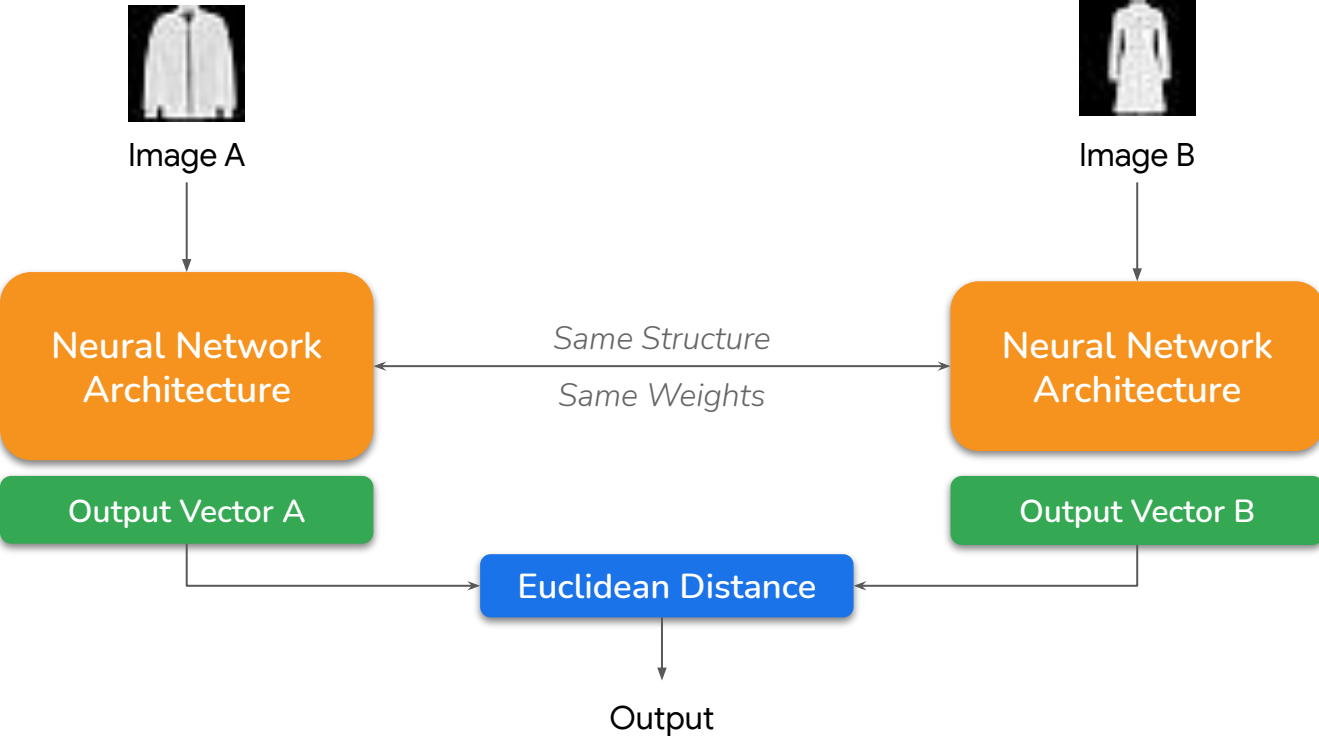 Image A
Image B
Neural Network
Architecture
Same Structure
Same Weights
Neural Network
Architecture
Output Vector A
Output Vector B
Euclidean Distance
Output